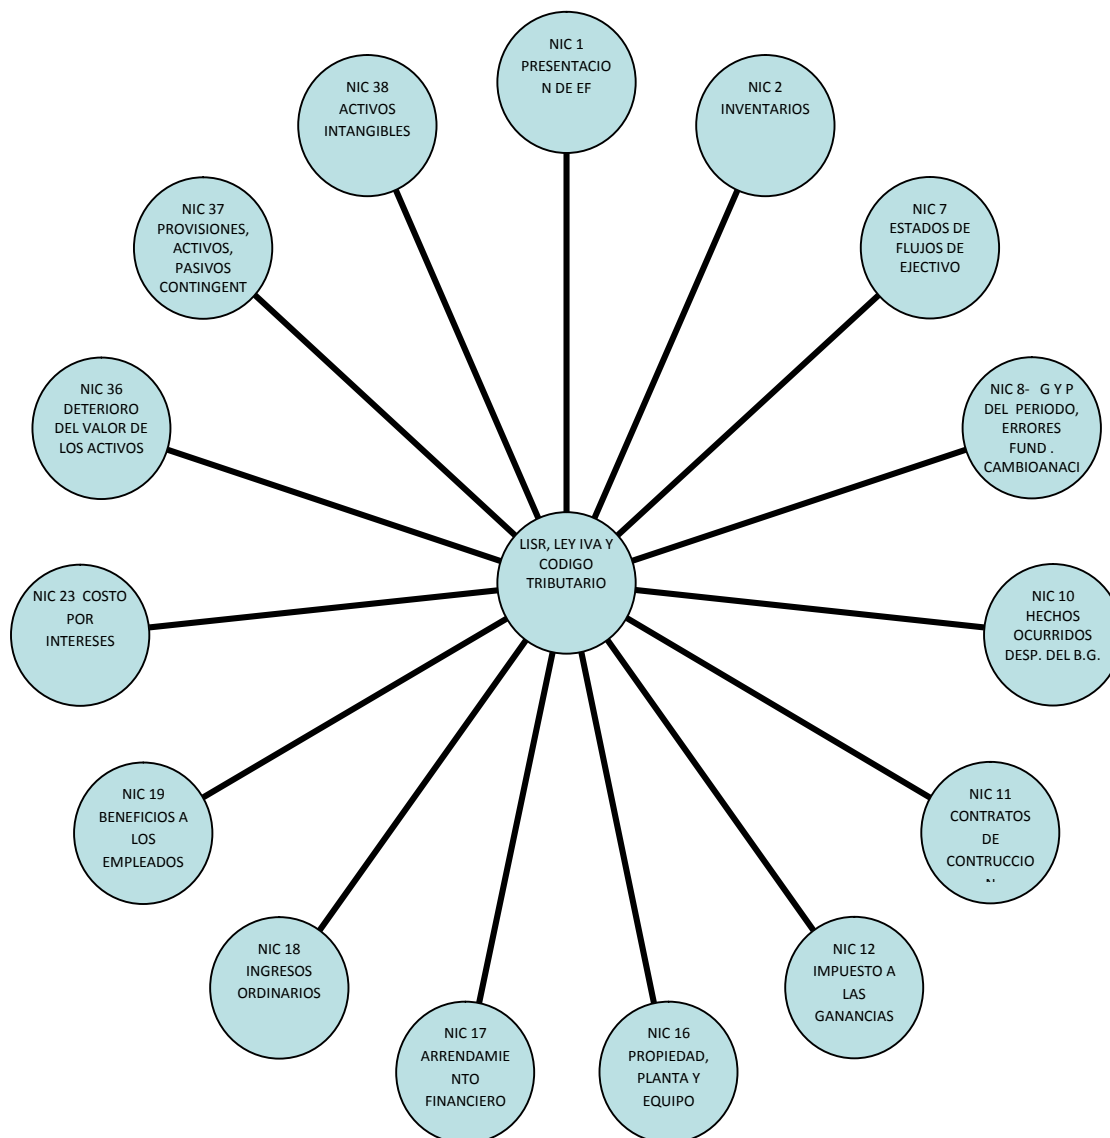 NIC 1
PRESENTACIO
N DE EF
NIC 2
INVENTARIOS
NIC 7
ESTADOS DE
FLUJOS DE
EJECTIVO
NIC 8- G Y P
DEL PERIODO,
ERRORES
FUND .
CAMBIOANACI
NIC 10
HECHOS
OCURRIDOS
DESP. DEL B.G.
NIC 11
CONTRATOS
DE
CONTRUCCIO
NIC 12
IMPUESTO A
LAS
GANANCIAS
NIC 16
PROPIEDAD,
PLANTA Y
EQUIPO
NIC 17
ARRENDAMIE
NTO
FINANCIERO
NIC 18
INGRESOS
ORDINARIOS
NIC 19
BENEFICIOS A
LOS
EMPLEADOS
NIC 23 COSTO
POR
INTERESES
NIC 36
DETERIORO
DEL VALOR DE
LOS ACTIVOS
NIC 37
PROVISIONES,
ACTIVOS,
PASIVOS
CONTINGENT
NIC 38
ACTIVOS
INTANGIBLES
LISR, LEY IVA Y
CODIGO
TRIBUTARIO